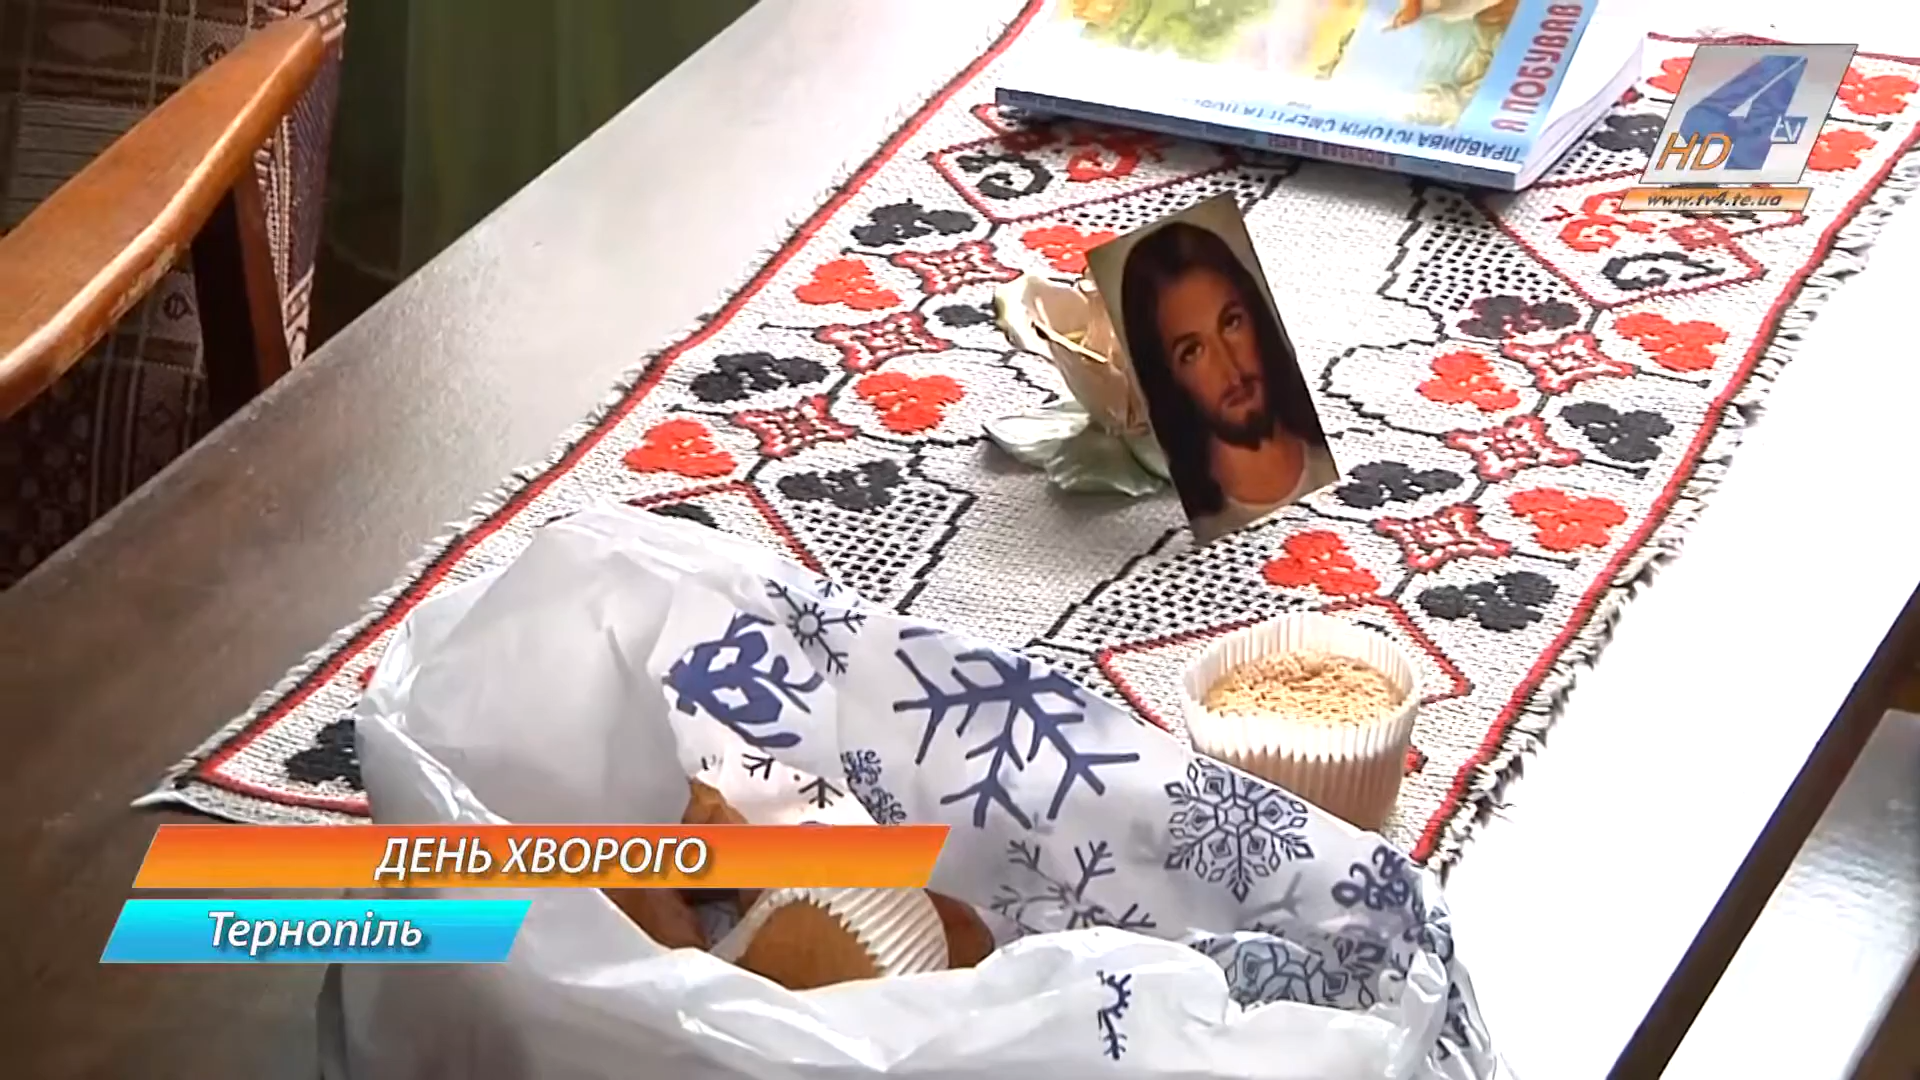 Я ПОБУВАВ
ПРАВДИВА ІСТОРІЯ СМЕРТІ ТА
4 tv
HD
www.tv4.te.ua
ДЕНЬ ХВОРОГО
Тернопіль